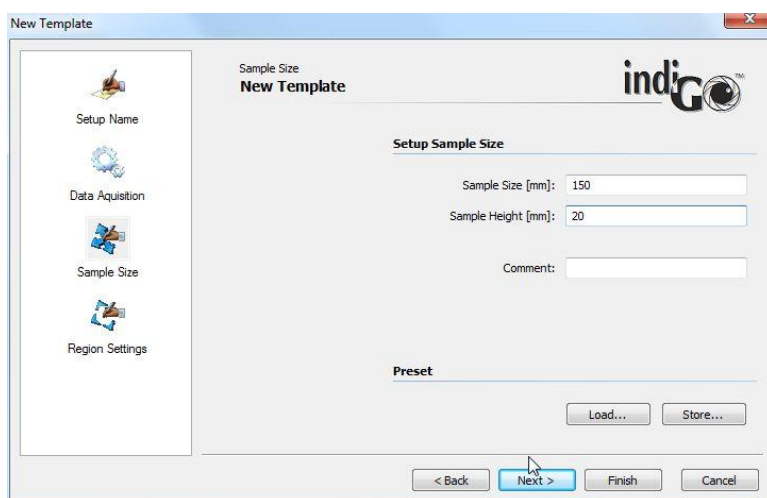 New Template
X
Setup Name
Data Aquisition
Sample Size
Region Settings
Sample Size
New Template
indiGo™
Setup Sample Size
Sample Size [mm]: 150
Sample Height [mm]: 20
Comment:
Preset
Load... Store...
< Back Next > Finish Cancel